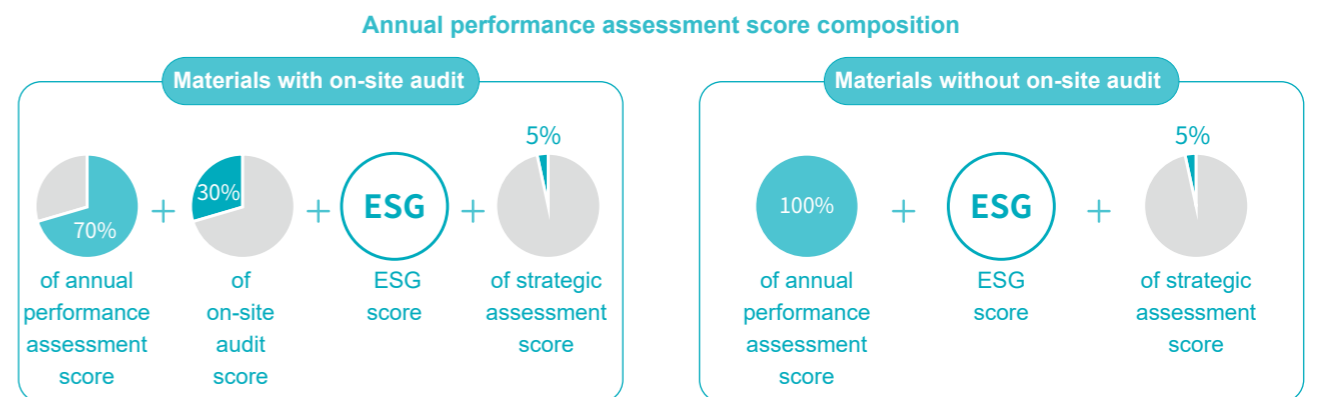 Annual performance assessment score composition
Materials with on-site audit
70%
of annual
performance
assessment
score
+
30%
of
on-site
audit
score
+
ESG
ESG
score
+
5%
of strategic
assessment
score
Materials without on-site audit
100%
of annual
performance
assessment
score
+
ESG
ESG
score
+
5%
of strategic
assessment
score